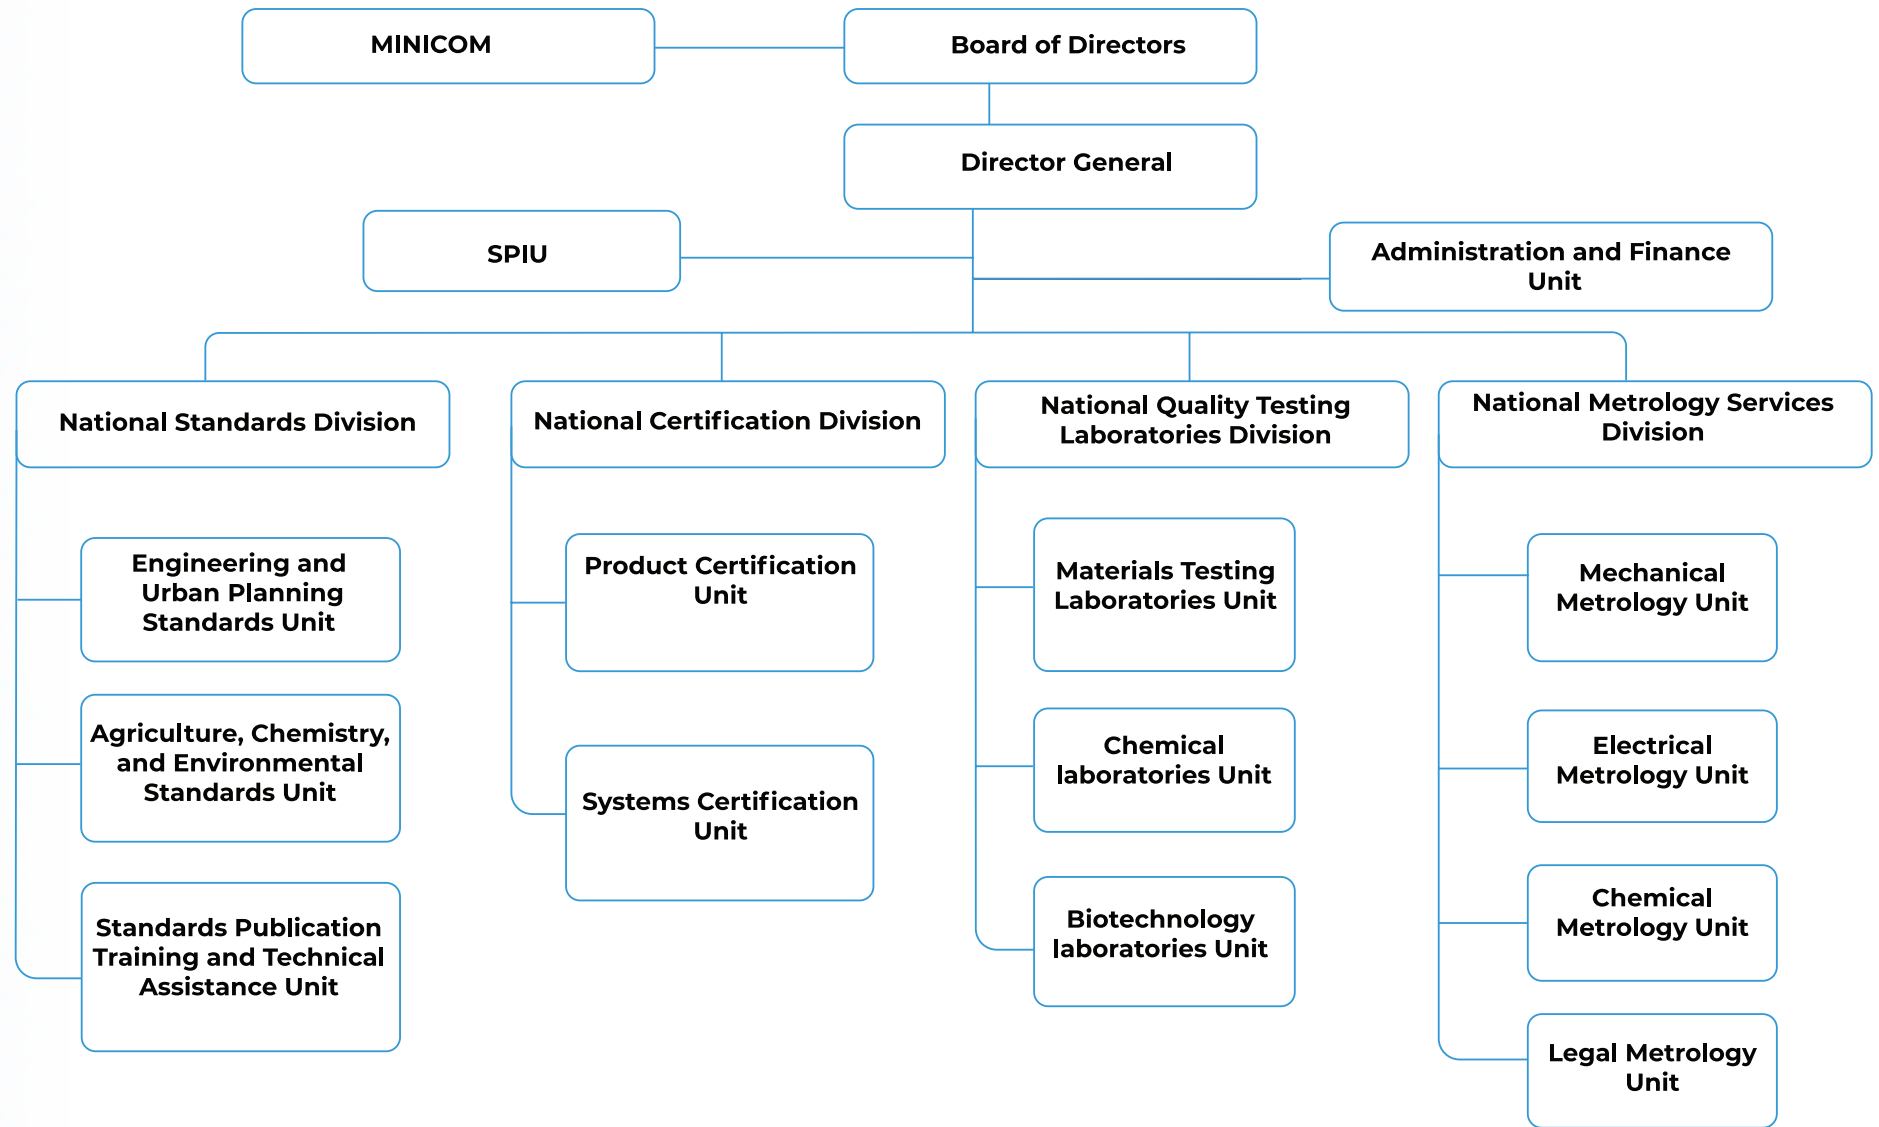 MINICOM
Board of Directors
Director General
SPIU
Administration and Finance
Unit
National Standards Division
National Certification Division
National Quality Testing
Laboratories Division
National Metrology Services
Division
Engineering and
Urban Planning
Standards Unit
Agriculture, Chemistry,
and Environmental
Standards Unit
Standards Publication
Training and Technical
Assistance Unit
Product Certification
Unit
Systems Certification
Unit
Materials Testing
Laboratories Unit
Chemical
laboratories Unit
Biotechnology
laboratories Unit
Mechanical
Metrology Unit
Electrical
Metrology Unit
Chemical
Metrology Unit
Legal Metrology
Unit